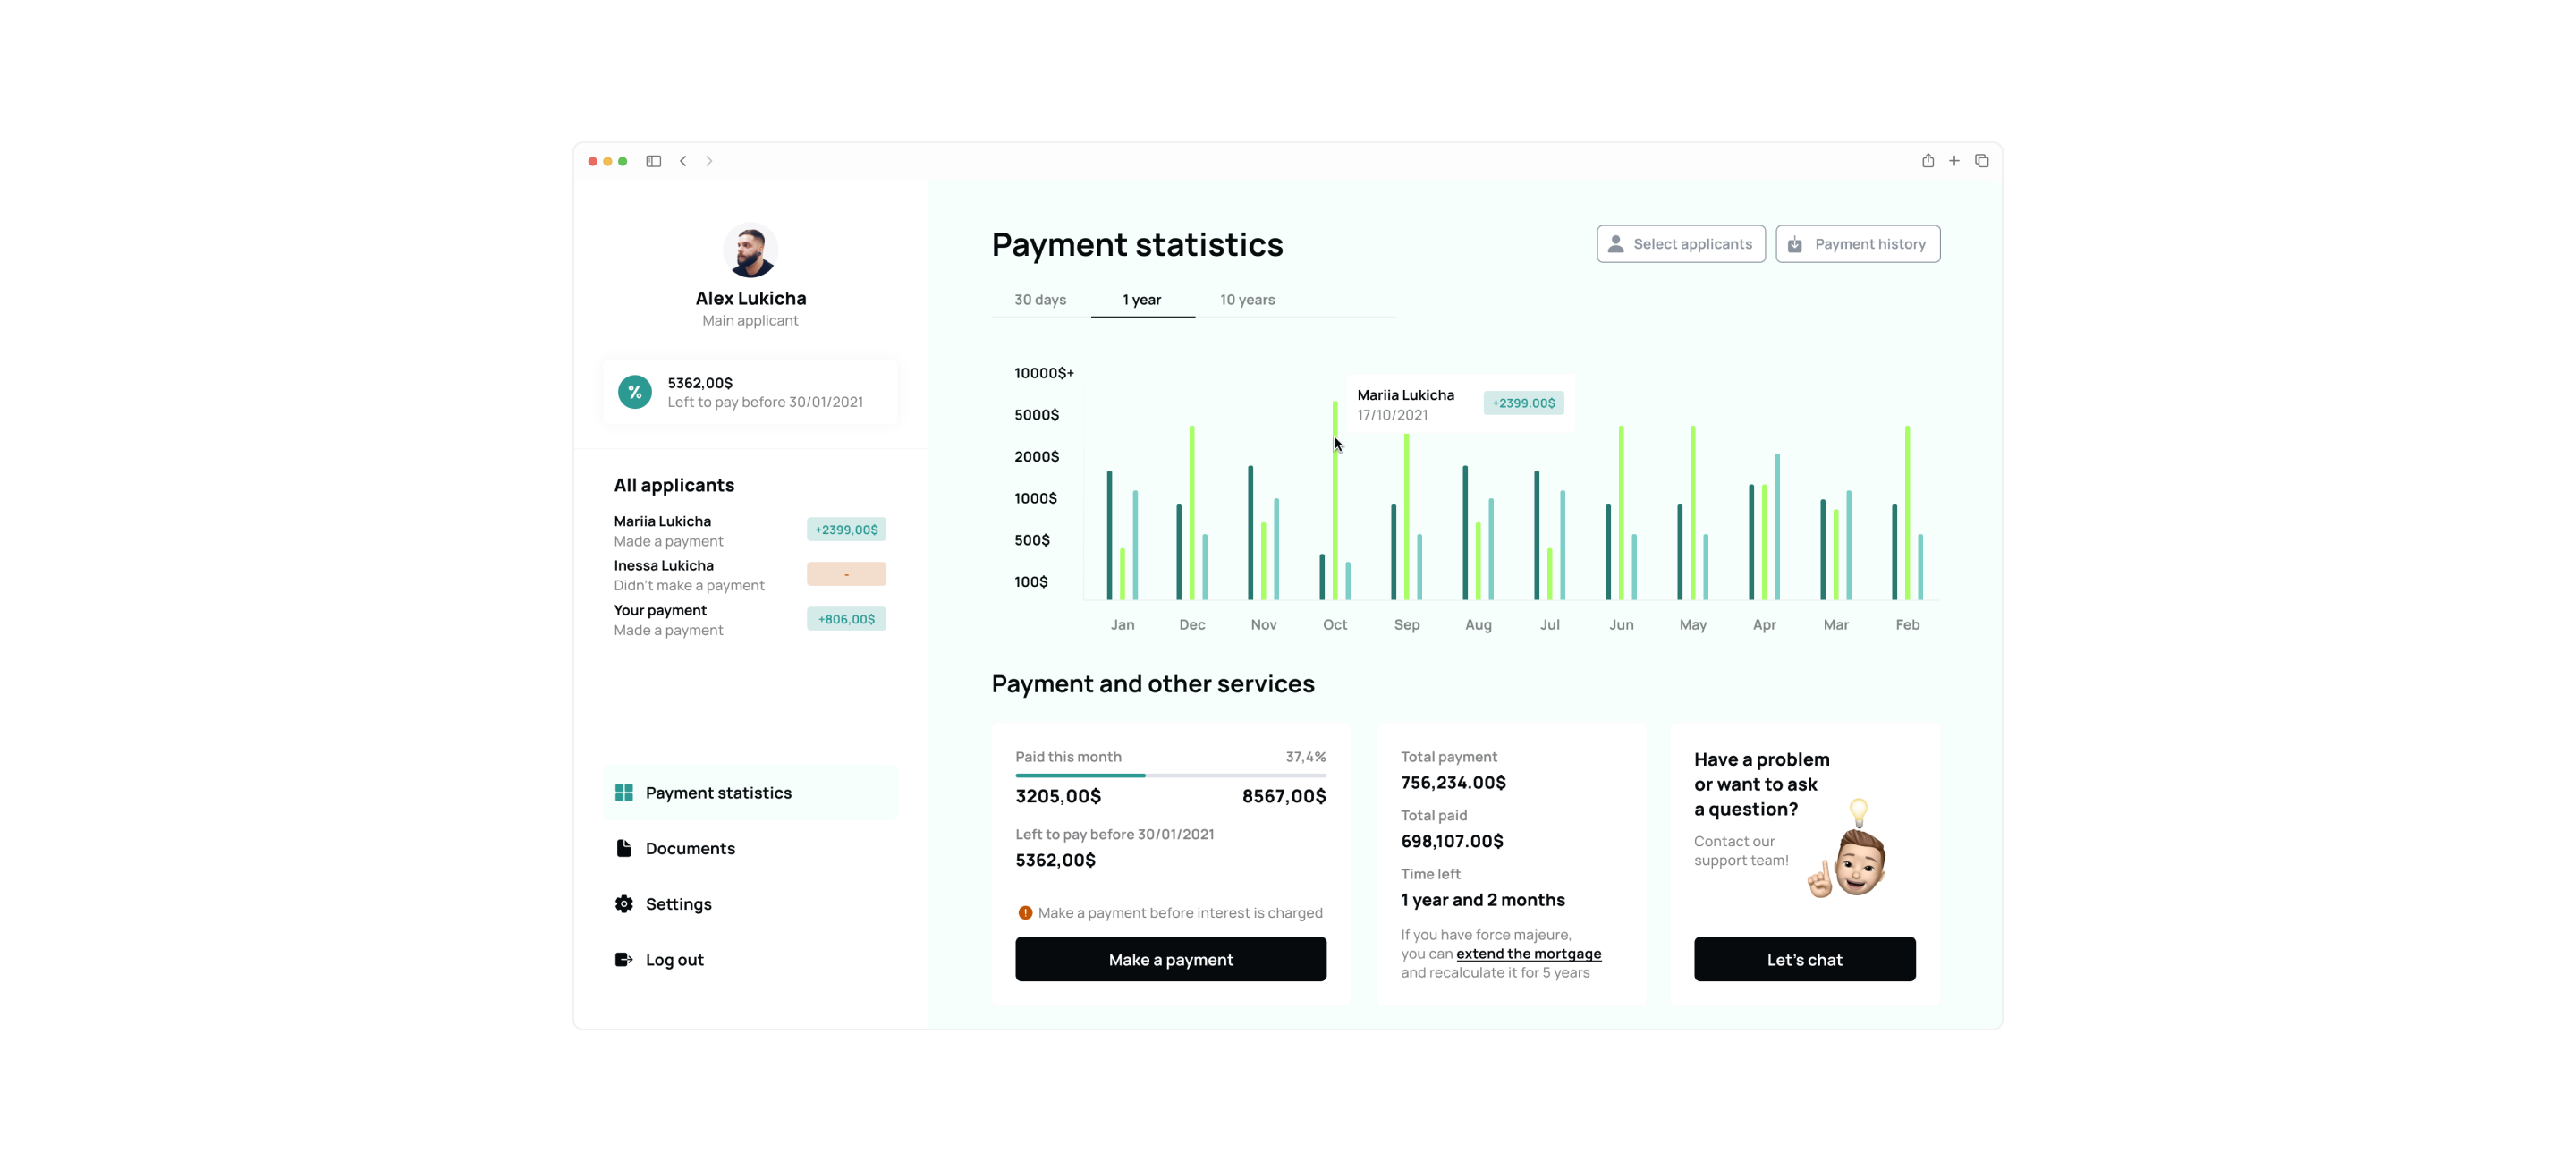 Alex Lukicha
Main applicant
%
5362,00$
Left to pay before 30/01/2021
All applicants
Mariia Lukicha
Made a payment
+2399,00$
Inessa Lukicha
Didn't make a payment
-
Your payment
Made a payment
+806,00$
Payment statistics
Documents
Settings
Log out
Payment statistics
Select applicants
Payment history
30 days
1 year
10 years
10000$+
5000$
2000$
1000$
500$
100$
Mariia Lukicha
17/10/2021
+2399.00$
Jan
Dec
Nov
Oct
Sep
Aug
Jul
Jun
May
Apr
Mar
Feb
Payment and other services
Paid this month
37,4%
3205,00$
8567,00$
Left to pay before 30/01/2021
5362,00$
! Make a payment before interest is charged
Make a payment
Total payment
756,234.00$
Total paid
698,107.00$
Time left
1 year and 2 months
If you have force majeure,
you can extend the mortgage
and recalculate it for 5 years
Have a problem
or want to ask
a question?
Contact our
support team!
Let's chat